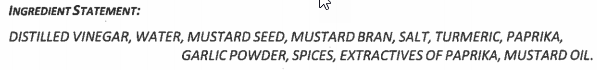 INGREDIENT STATEMENT:
DISTILLED VINEGAR, WATER, MUSTARD SEED, MUSTARD BRAN, SALT, TURMERIC, PAPRIKA,
GARLIC POWDER, SPICES, EXTRACTIVES OF PAPRIKA, MUSTARD OIL.